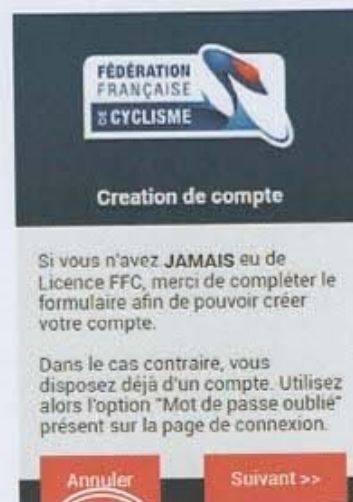 FÉDÉRATION
FRANÇAISE
DE CYCLISME
Creation de compte
Si vous n'avez JAMAIS eu de
Licence FFC, merci de compléter le
formulaire afin de pouvoir créer
votre compte.
Dans le cas contraire, vous
disposez déjà d'un compte. Utilisez
alors l'option "Mot de passe oublié"
présent sur la page de connexion.
Annuler
Suivant >>